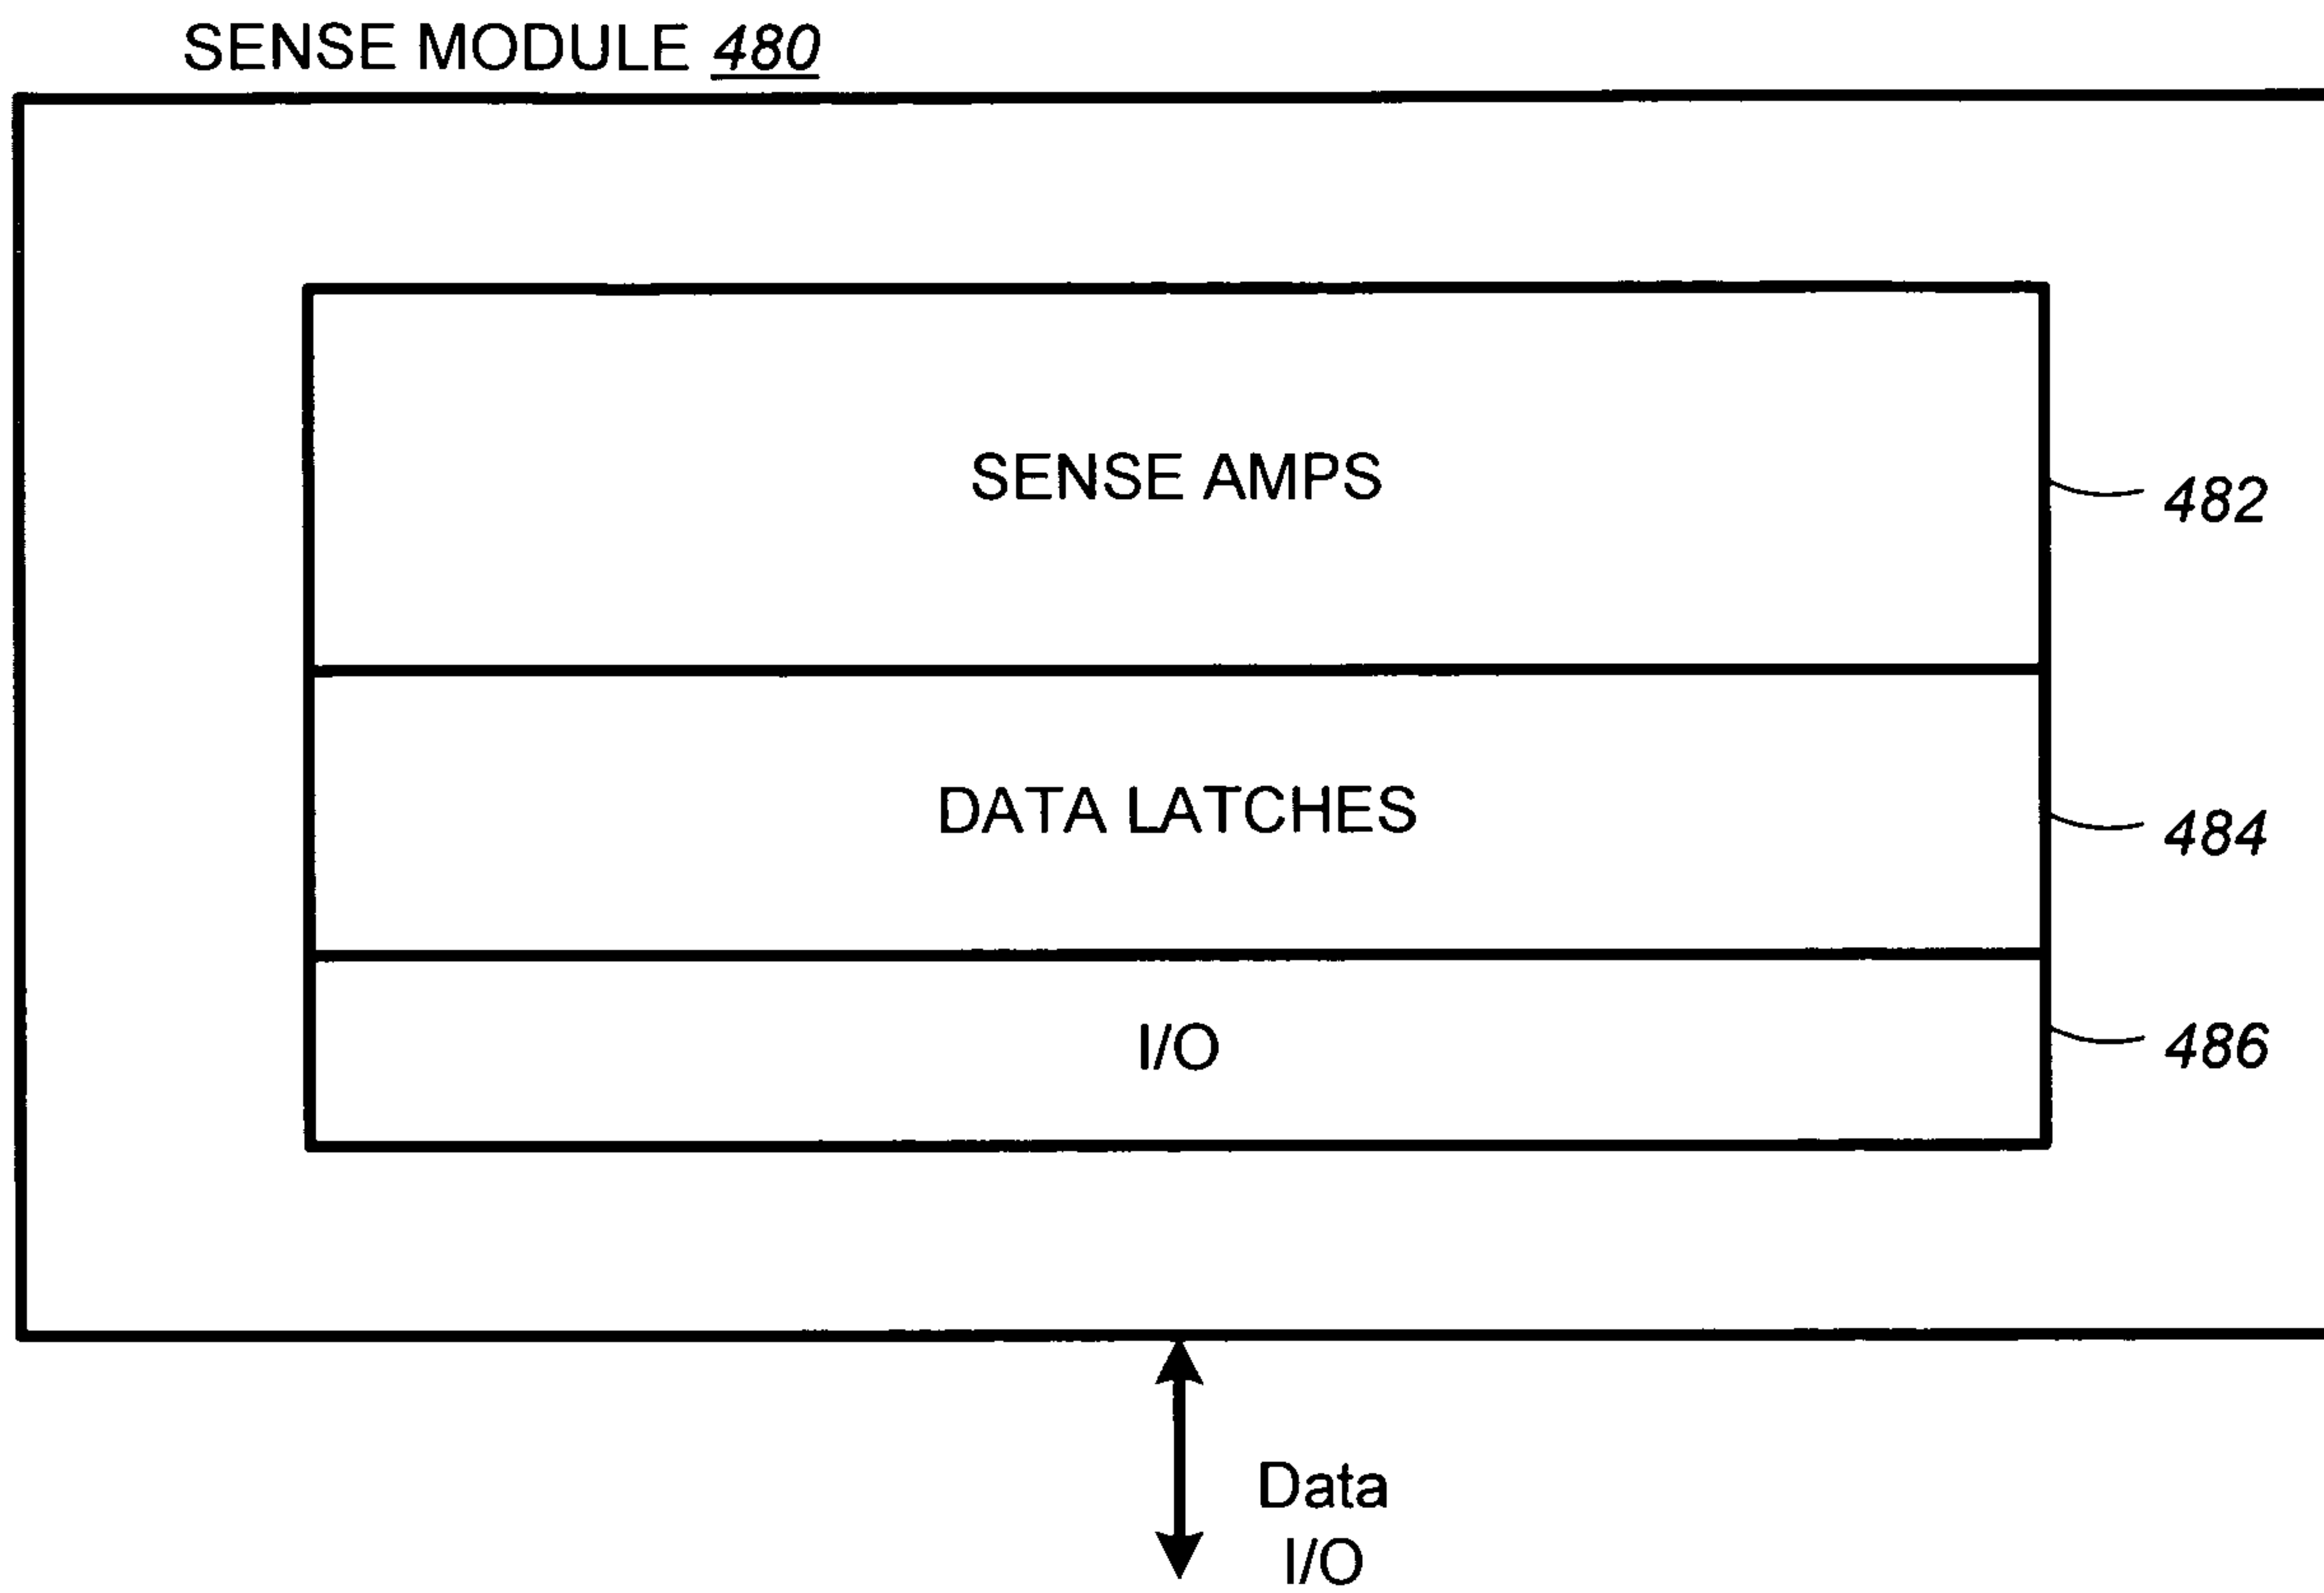 SENSE MODULE 480
SENSE AMPS
482
DATA LATCHES
484
I/O
486
Data
I/O